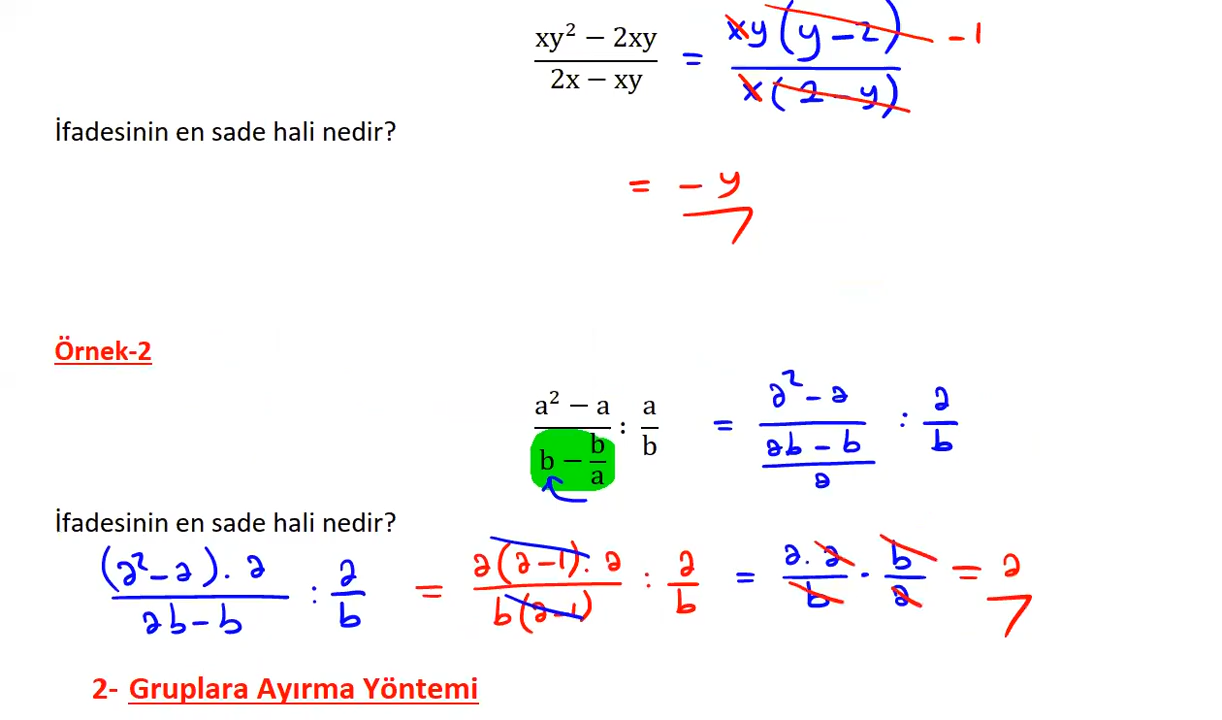 xy² − 2xy / 2x − xy = xy(y−2) / x(2−y) −1
İfadesinin en sade hali nedir?
= −y
Örnek-2
a² − a / b − b/a : a/b = a² − a / ab − b / a : a/b
İfadesinin en sade hali nedir?
(a² − a) . a / ab − b : a/b = a(a−1) . a / b(a−1) : a/b = a . a / b . b / a = a
2- Gruplara Ayırma Yöntemi